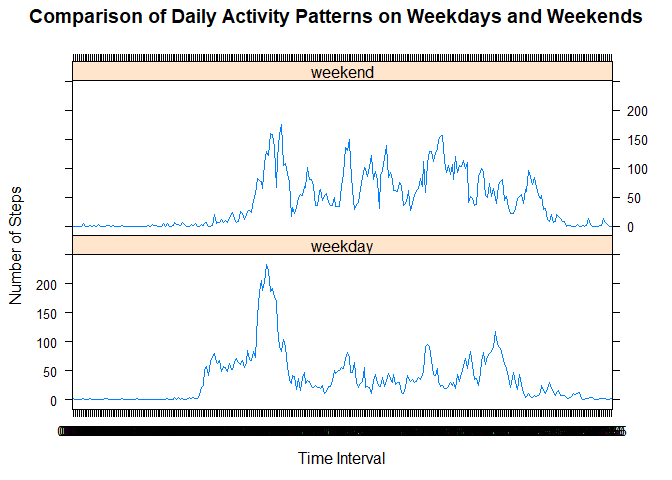 Comparison of Daily Activity Patterns on Weekdays and Weekends
weekend
200
150
100
50
0
Number of Steps
weekday
200
150
100
50
0
Time Interval